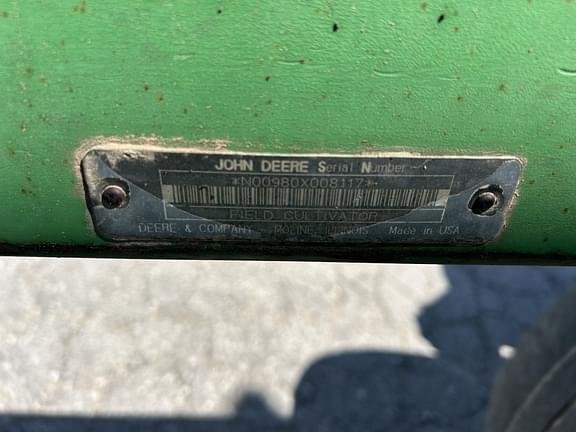 JOHN DEERE Serial Number
*N00980X008117*
FIELD CULTIVATOR
DEERE & COMPANY MOLINE, ILLINOIS Made in USA